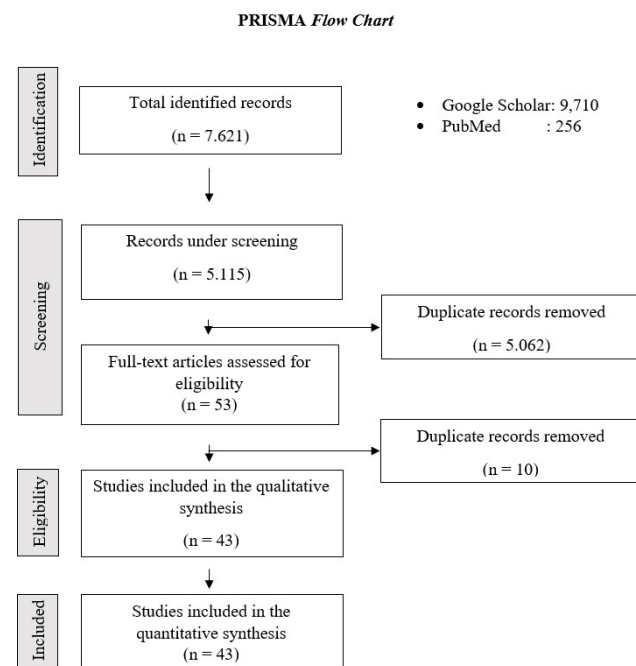 PRISMA Flow Chart
Identification
Total identified records
(n = 7.621)
• Google Scholar: 9,710
• PubMed : 256
Screening
Records under screening
(n = 5.115)
Duplicate records removed
(n = 5.062)
Full-text articles assessed for
eligibility
(n = 53)
Duplicate records removed
(n = 10)
Eligibility
Studies included in the qualitative
synthesis
(n = 43)
Included
Studies included in the
quantitative synthesis
(n = 43)